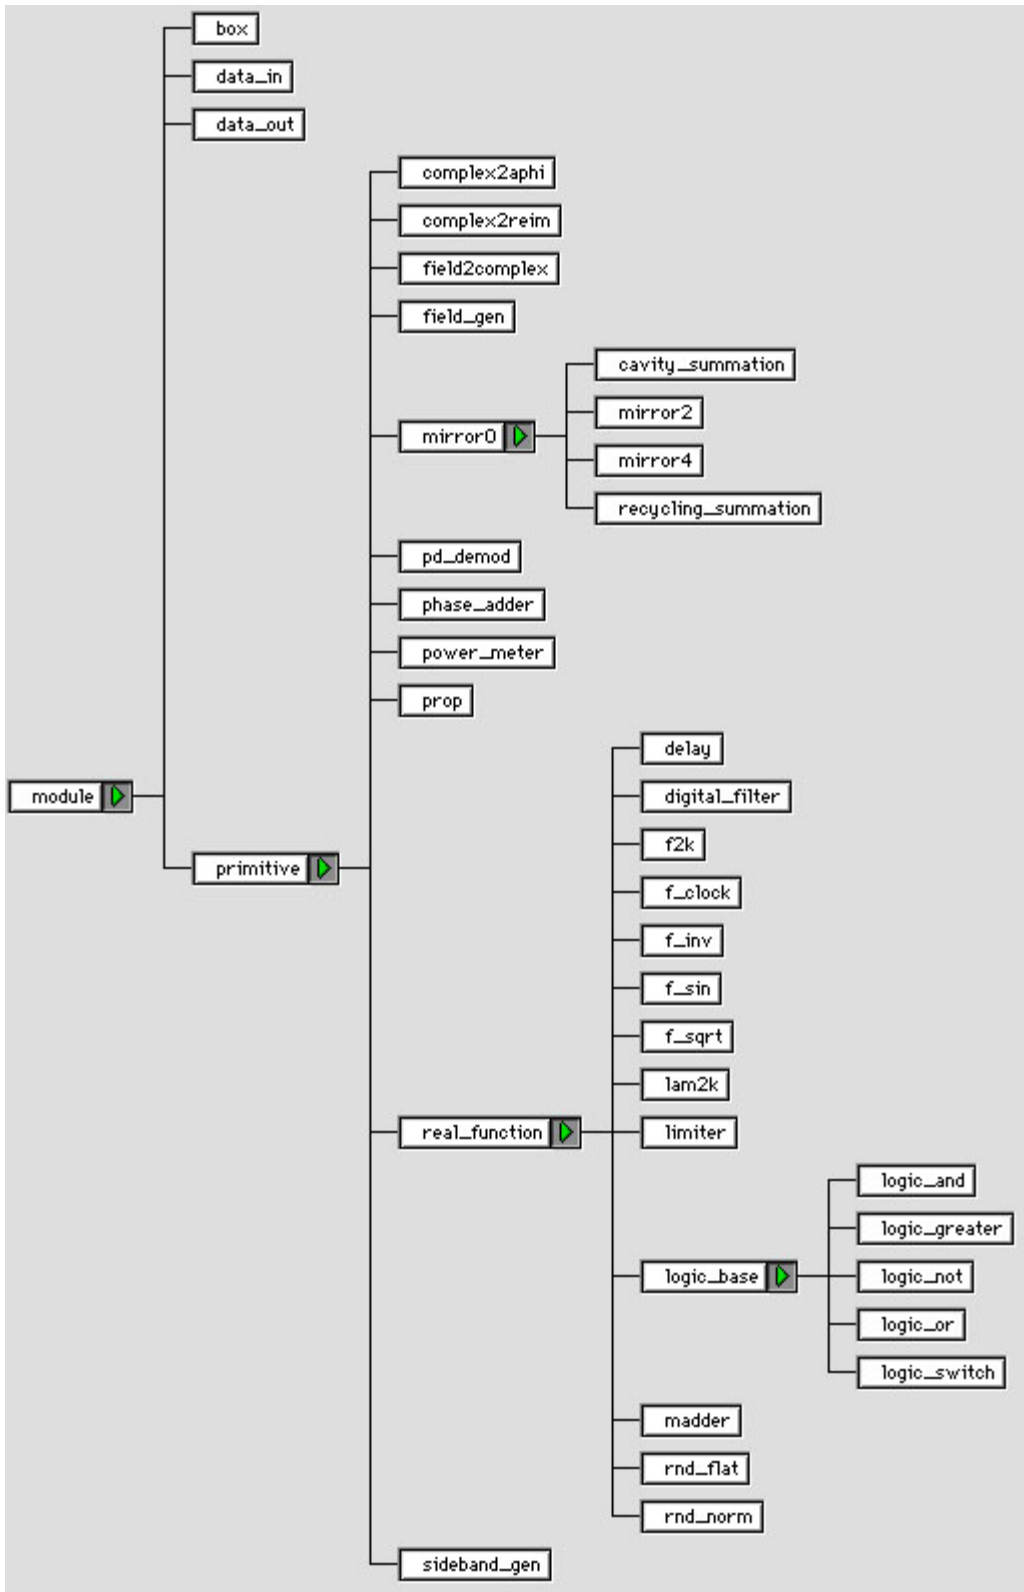 box
data_in
data_out
complex2aphi
complex2reim
field2complex
field_gen
cavity_summation
mirror2
mirror0
mirror4
recycling_summation
pd_demod
phase_adder
power_meter
prop
delay
module
digital_filter
f2k
primitive
f_clock
f_inv
f_sin
f_sqrt
lam2k
real_function
limiter
logic_and
logic_greater
logic_base
logic_not
logic_or
logic_switch
madder
rnd_flat
rnd_norm
sideband_gen